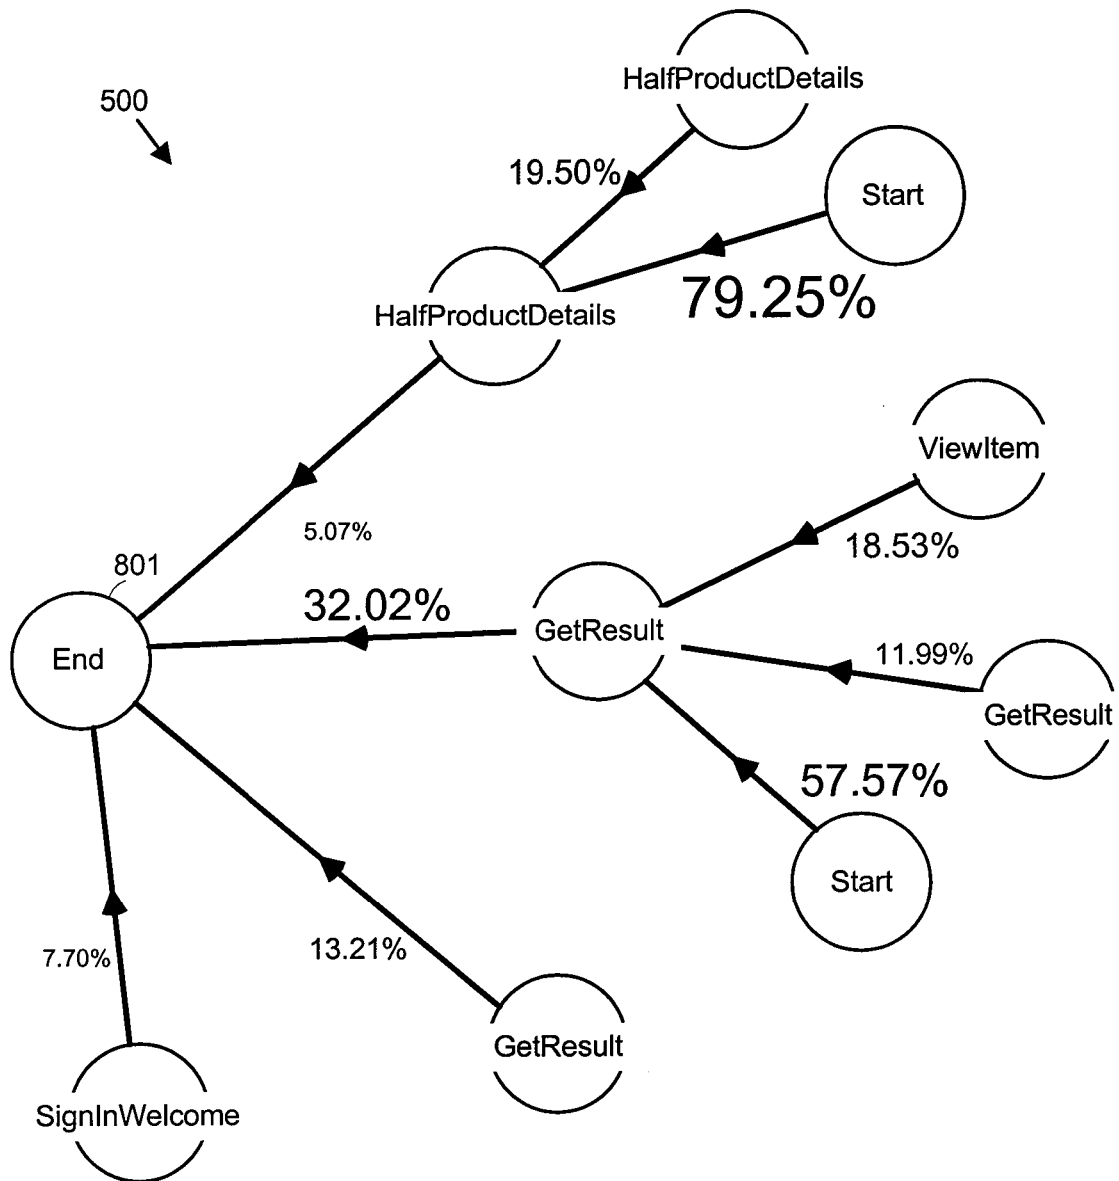 HalfProductDetails
500
19.50%
Start
79.25%
HalfProductDetails
ViewItem
5.07%
18.53%
801
32.02%
GetResult
End
11.99%
GetResult
57.57%
Start
13.21%
7.70%
GetResult
SignInWelcome